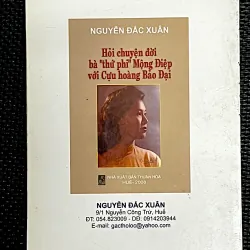 NGUYỄN ĐẮC XUÂN
Hỏi chuyện đời
bà "thứ phi" Mộng Điệp
với Cựu hoàng Bảo Đại
NHÀ XUẤT BẢN THUẬN HÓA
HUẾ - 2008
NGUYỄN ĐẮC XUÂN
9/1 Nguyễn Công Trứ, Huế
ĐT: 054.823009 - DĐ: 0914203944
E-mail: gactholoc@yahoo.com